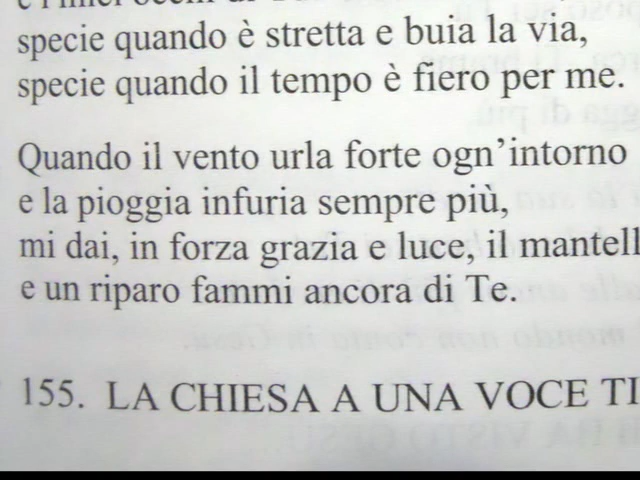 specie quando è stretta e buia la via,
specie quando il tempo è fiero per me.
Quando il vento urla forte ogn'intorno
e la pioggia infuria sempre più,
mi dai, in forza grazia e luce, il mantell
e un riparo fammi ancora di Te.
155. LA CHIESA A UNA VOCE TI